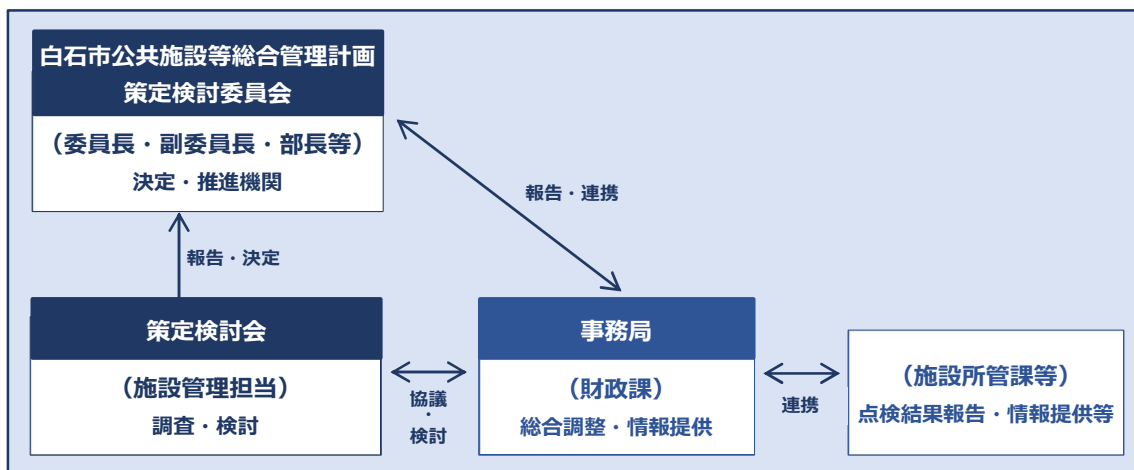 白石市公共施設等総合管理計画
策定検討委員会
（委員長・副委員長・部長等）
決定・推進機関
報告・連携
報告・決定
策定検討会
（施設管理担当）
調査・検討
協議
・
検討
事務局
（財政課）
総合調整・情報提供
連携
（施設所管課等）
点検結果報告・情報提供等